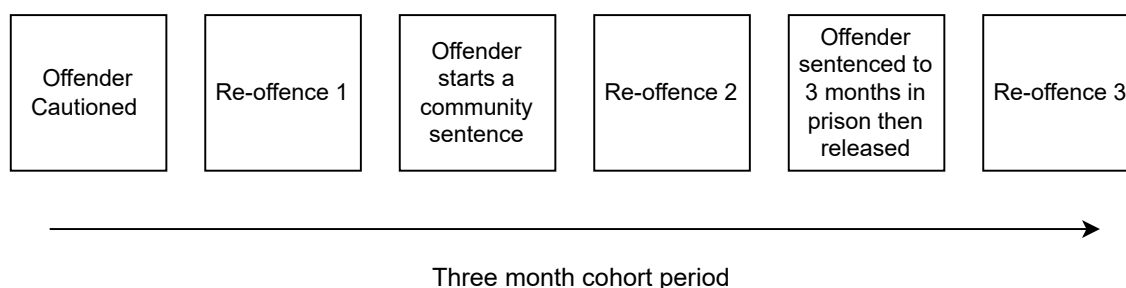 Offender
Cautioned
Re-offence 1
Offender
starts a
community
sentence
Re-offence 2
Offender
sentenced to
3 months in
prison then
released
Re-offence 3
Three month cohort period